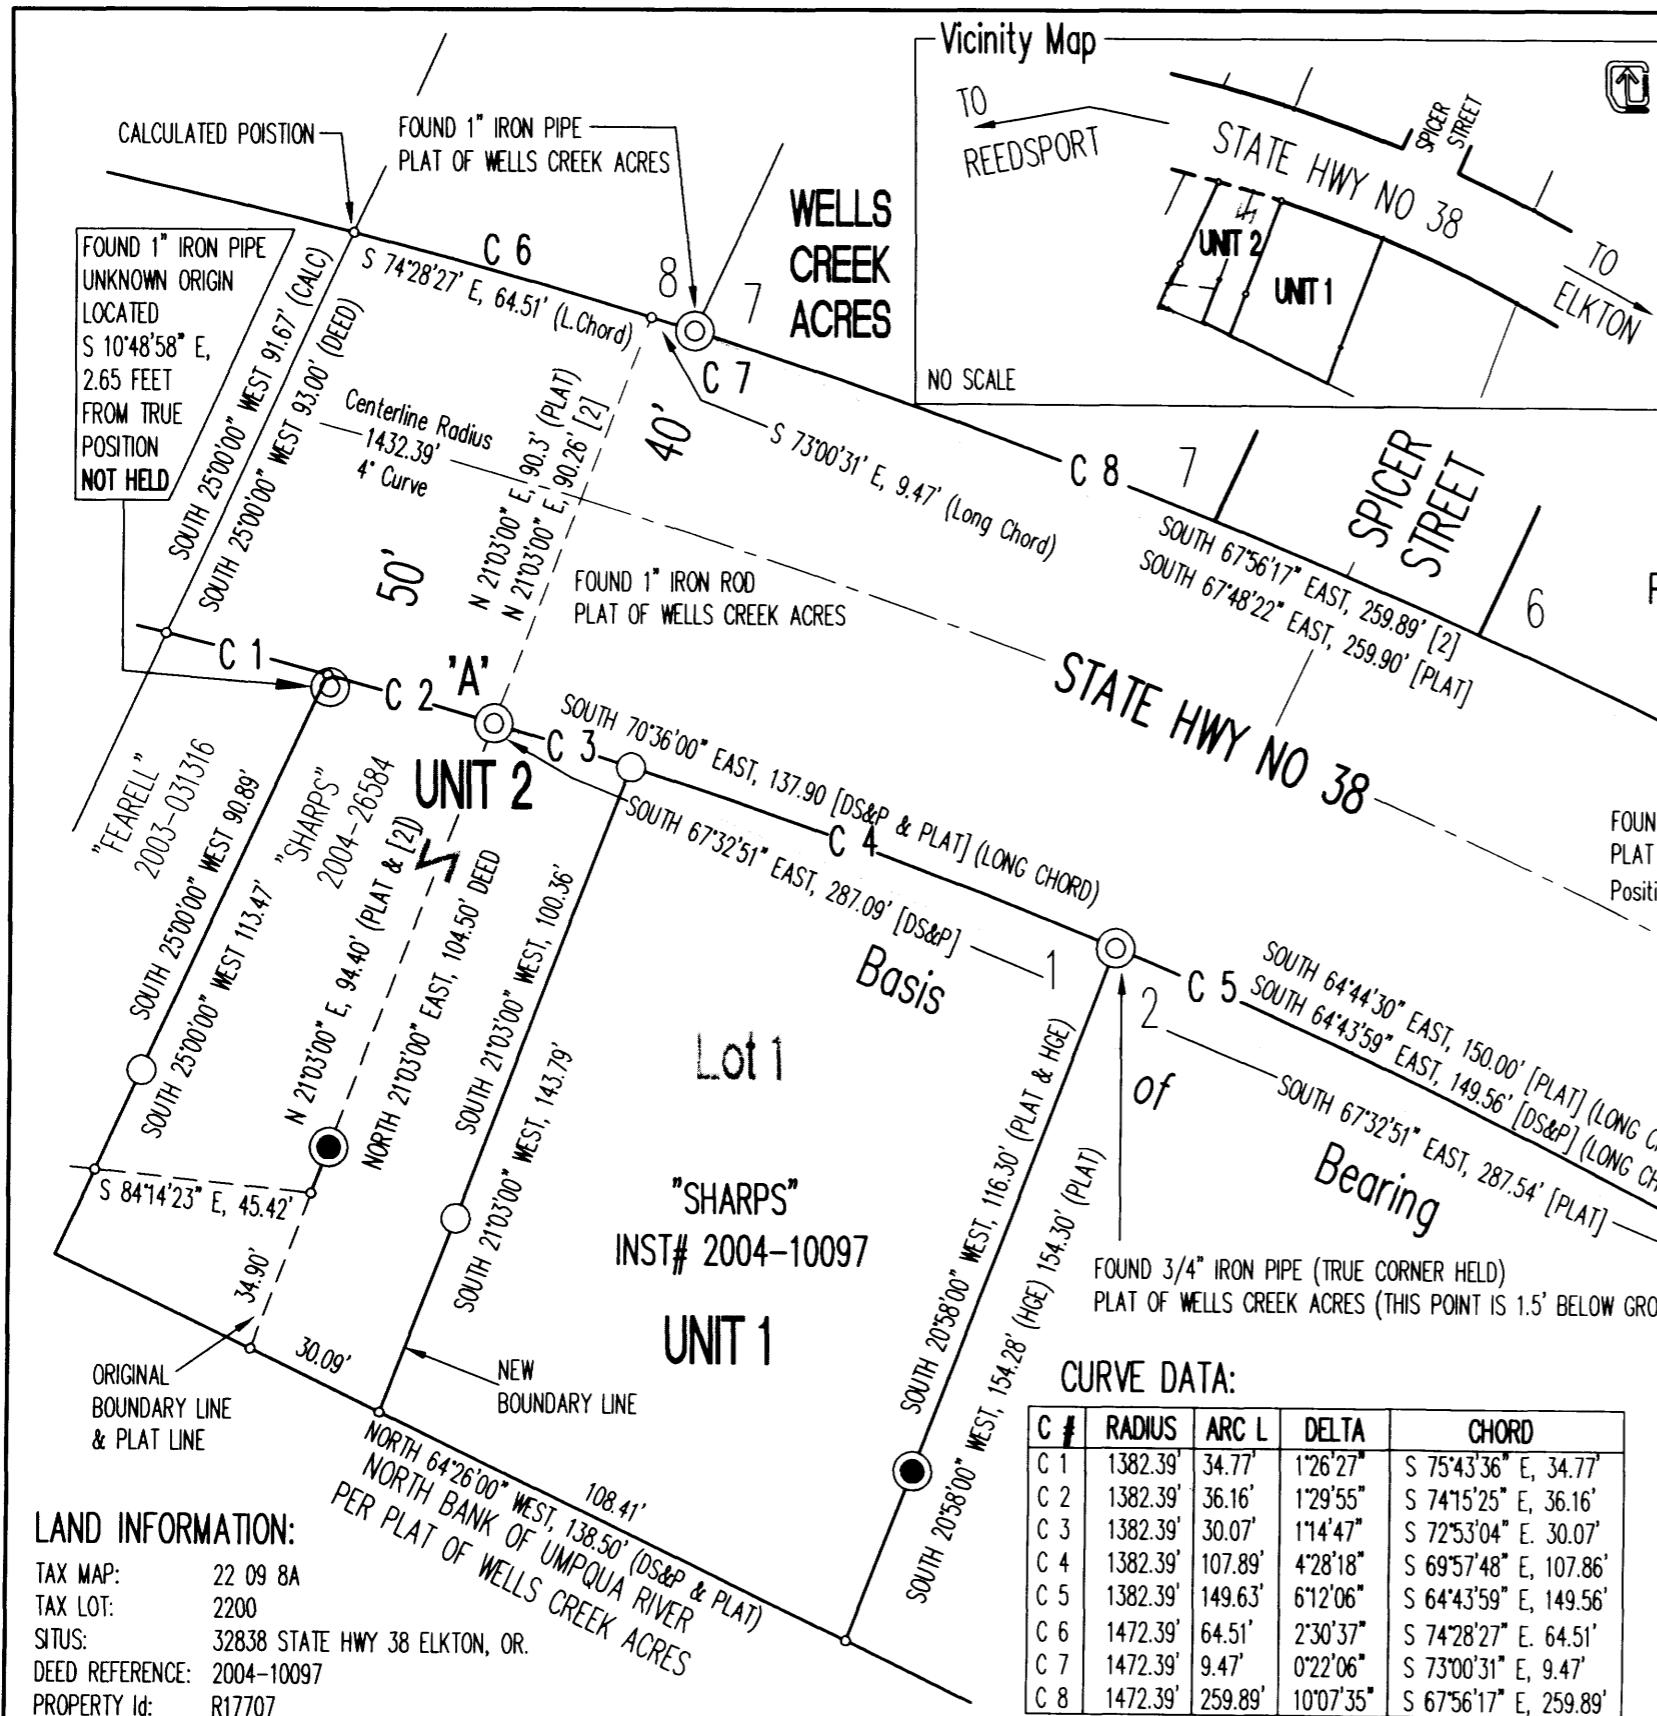 Vicinity Map
TO
REEDSPORT
STATE HWY NO 38
SPICER
STREET
TO
ELKTON
UNIT 2
UNIT 1
NO SCALE
CALCULATED POISTION
FOUND 1" IRON PIPE
PLAT OF WELLS CREEK ACRES
WELLS
CREEK
ACRES
FOUND 1" IRON PIPE
UNKNOWN ORIGIN
LOCATED
S 10°48'58" E,
2.65 FEET
FROM TRUE
POSITION
NOT HELD
C 6
S 74°28'27" E, 64.51' (L.Chord)
8
7
C 7
S 73°00'31" E, 9.47' (Long Chord)
SOUTH 25°00'00" WEST 91.67' (CALC)
SOUTH 25°00'00" WEST 93.00' (DEED)
Centerline Radius
1432.39'
4° Curve
N 21°03'00" E, 90.3' (PLAT)
N 21°03'00" E, 90.26' [2]
40'
50'
C 8
7
SPICER
STREET
6
SOUTH 67°56'17" EAST, 259.89' [2]
SOUTH 67°48'22" EAST, 259.90' [PLAT]
FOUND 1" IRON ROD
PLAT OF WELLS CREEK ACRES
STATE HWY NO 38
C 1
C 2
"A"
C 3
SOUTH 70°36'00" EAST, 137.90 [DS&P & PLAT] (LONG CHORD)
SOUTH 67°32'51" EAST, 287.09' [DS&P]
C 4
UNIT 2
"FEARELL"
2003-031316
"SHARPS"
2004-26584
SOUTH 25°00'00" WEST 90.89'
SOUTH 25°00'00" WEST 113.47'
N 21°03'00" E, 94.40' (PLAT & [2])
NORTH 21°03'00" EAST, 104.50' DEED
SOUTH 21°03'00" WEST, 100.36'
SOUTH 21°03'00" WEST, 143.79'
FOUN
PLAT
Positi
Basis
1
2
C 5
of
Bearing
SOUTH 64°44'30" EAST, 150.00' [PLAT] (LONG C
SOUTH 64°43'59" EAST, 149.56' [DS&P] (LONG CH
SOUTH 67°32'51" EAST, 287.54' [PLAT]
Lot 1
"SHARPS"
INST# 2004-10097
UNIT 1
SOUTH 20°58'00" WEST, 116.30' (PLAT & HGE)
SOUTH 20°58'00" WEST, 154.28' (HGE) 154.30' (PLAT)
FOUND 3/4" IRON PIPE (TRUE CORNER HELD)
PLAT OF WELLS CREEK ACRES (THIS POINT IS 1.5' BELOW GRO
S 84°14'23" E, 45.42'
34.90'
30.09'
ORIGINAL
BOUNDARY LINE
& PLAT LINE
NEW
BOUNDARY LINE
108.41'
NORTH 64°26'00" WEST, 138.50' (DS&P & PLAT)
NORTH BANK OF UMPQUA RIVER
PER PLAT OF WELLS CREEK ACRES
LAND INFORMATION:
TAX MAP: 22 09 8A
TAX LOT: 2200
SITUS: 32838 STATE HWY 38 ELKTON, OR.
DEED REFERENCE: 2004-10097
PROPERTY Id: R17707
CURVE DATA:
C # RADIUS ARC L DELTA CHORD
C 1 1382.39' 34.77' 1°26'27" S 75°43'36" E, 34.77'
C 2 1382.39' 36.16' 1°29'55" S 74°15'25" E, 36.16'
C 3 1382.39' 30.07' 1°14'47" S 72°53'04" E. 30.07'
C 4 1382.39' 107.89' 4°28'18" S 69°57'48" E, 107.86'
C 5 1382.39' 149.63' 6°12'06" S 64°43'59" E, 149.56'
C 6 1472.39' 64.51' 2°30'37" S 74°28'27" E. 64.51'
C 7 1472.39' 9.47' 0°22'06" S 73°00'31" E, 9.47'
C 8 1472.39' 259.89' 10°07'35" S 67°56'17" E, 259.89'